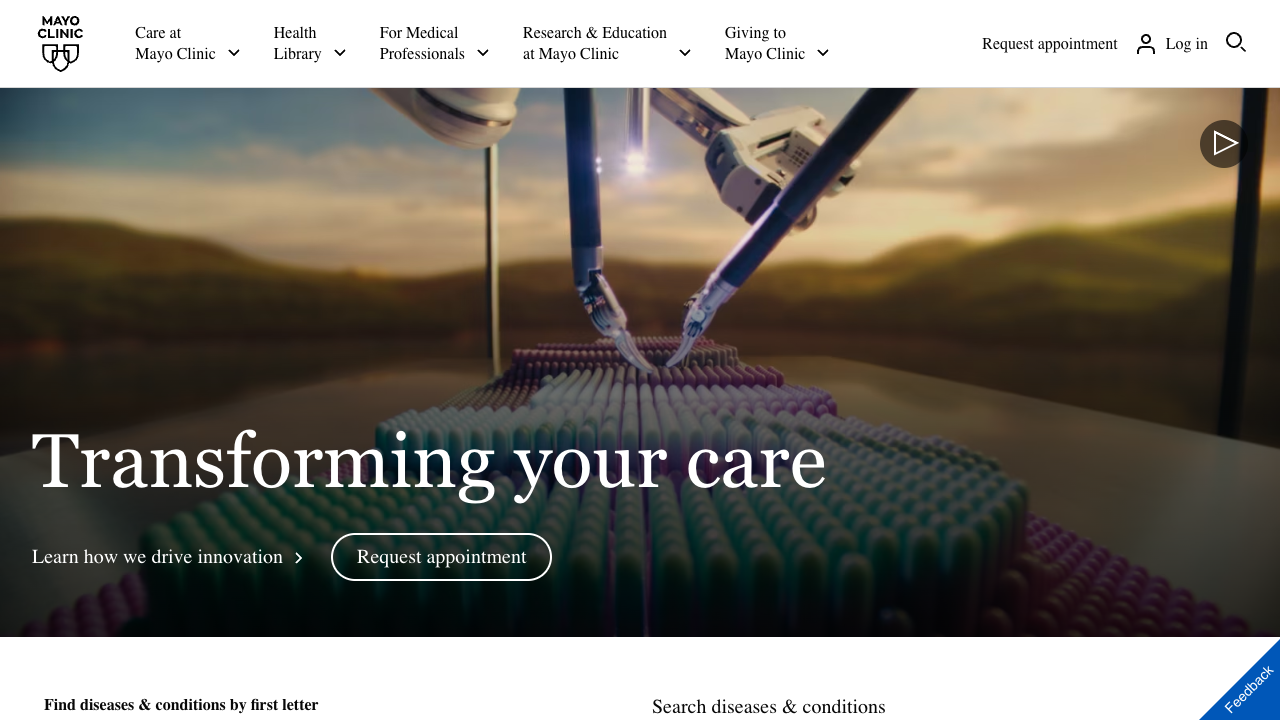 MAYO
CLINIC
Care at
Mayo Clinic
Health
Library
For Medical
Professionals
Research & Education
at Mayo Clinic
Giving to
Mayo Clinic
Request appointment
Log in
Transforming your care
Learn how we drive innovation
Request appointment
Find diseases & conditions by first letter
Search diseases & conditions
Feedback